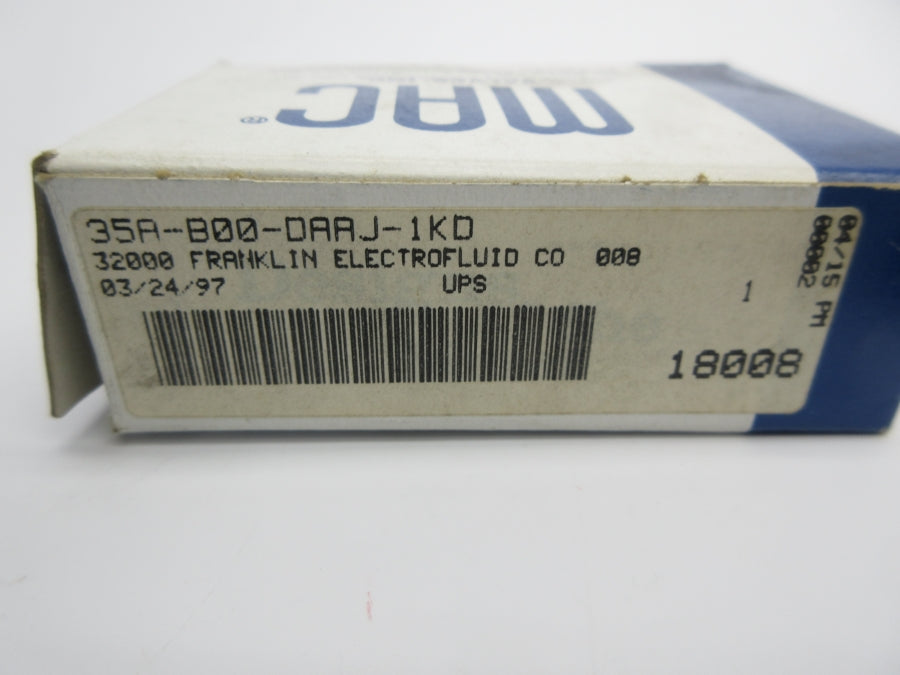 MAC®
35A-B00-DAAJ-1KD
32000 FRANKLIN ELECTROFLUID CO 008
03/24/97 UPS 1
18008
04/15 PM
00002